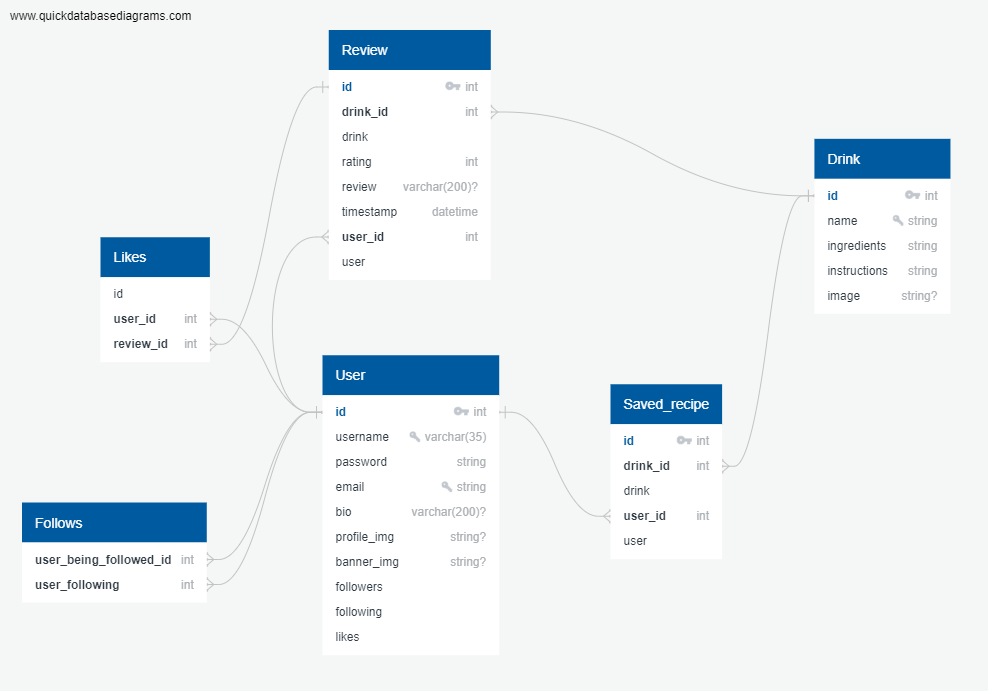 www.quickdatabasediagrams.com
Review
id int
drink_id int
drink
rating int
review varchar(200)?
timestamp datetime
user_id int
user
Drink
id int
name string
ingredients string
instructions string
image string?
Likes
id
user_id int
review_id int
User
id int
username varchar(35)
password string
email string
bio varchar(200)?
profile_img string?
banner_img string?
followers
following
likes
Saved_recipe
id int
drink_id int
drink
user_id int
user
Follows
user_being_followed_id int
user_following int